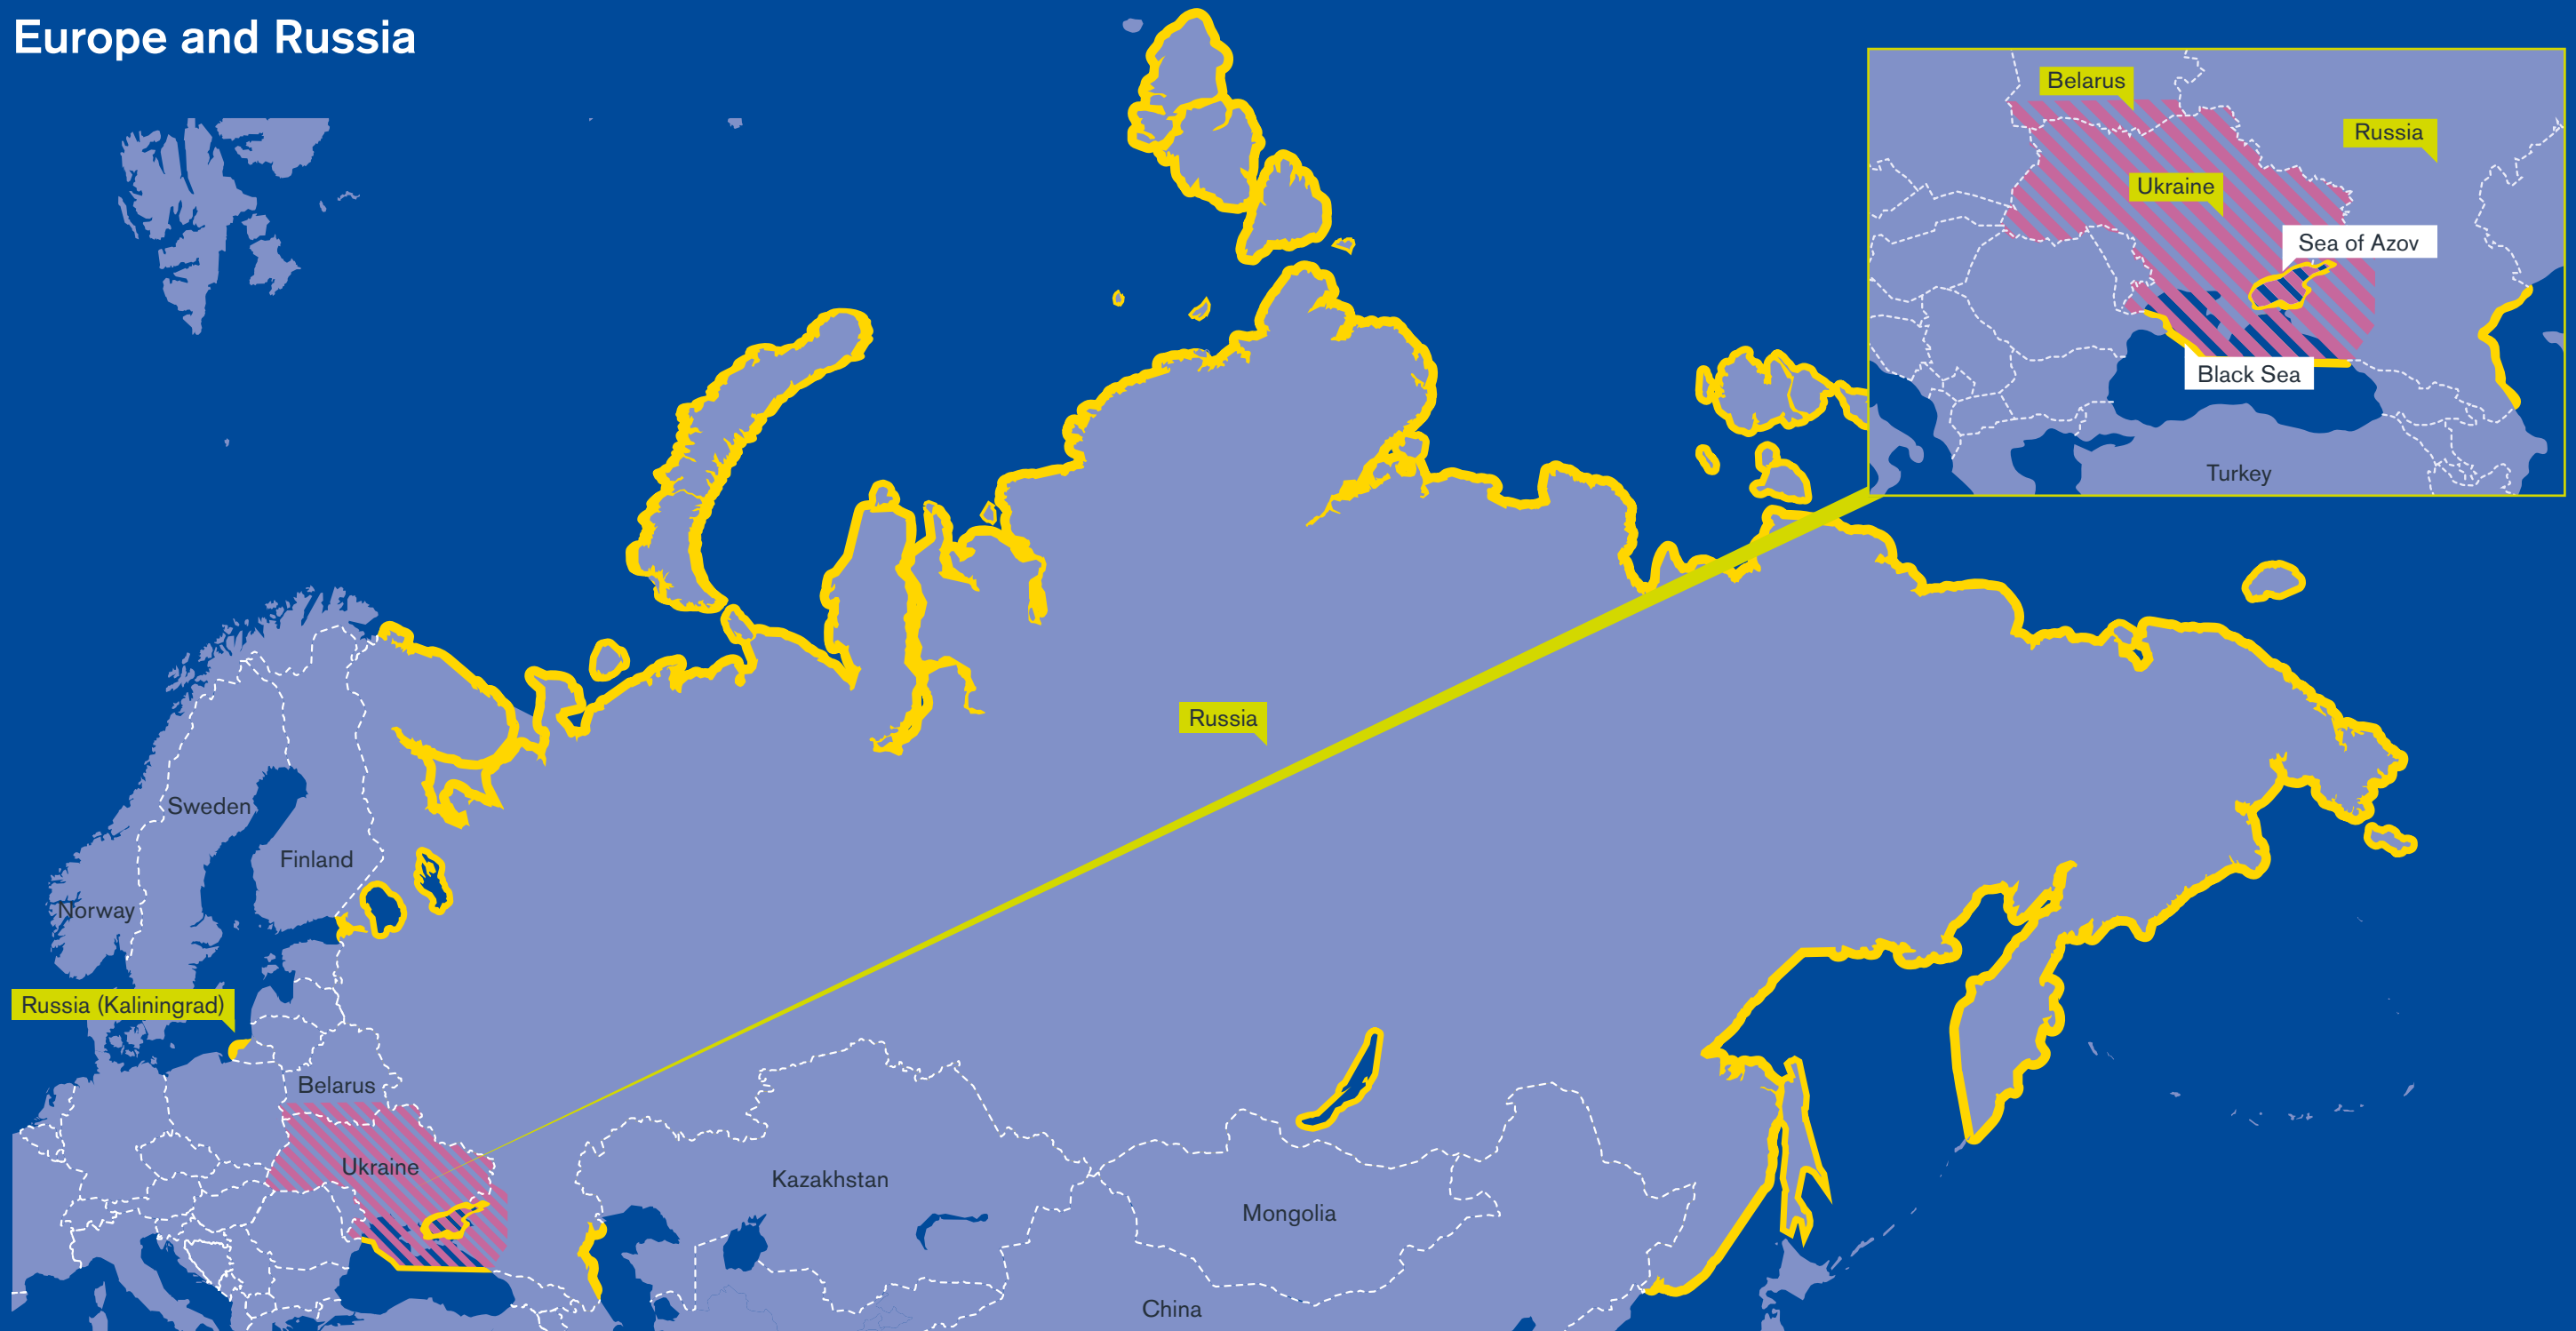 Europe and Russia
Belarus
Russia
Ukraine
Sea of Azov
Black Sea
Turkey
Russia
Sweden
Finland
Norway
Russia (Kaliningrad)
Belarus
Ukraine
Kazakhstan
Mongolia
China